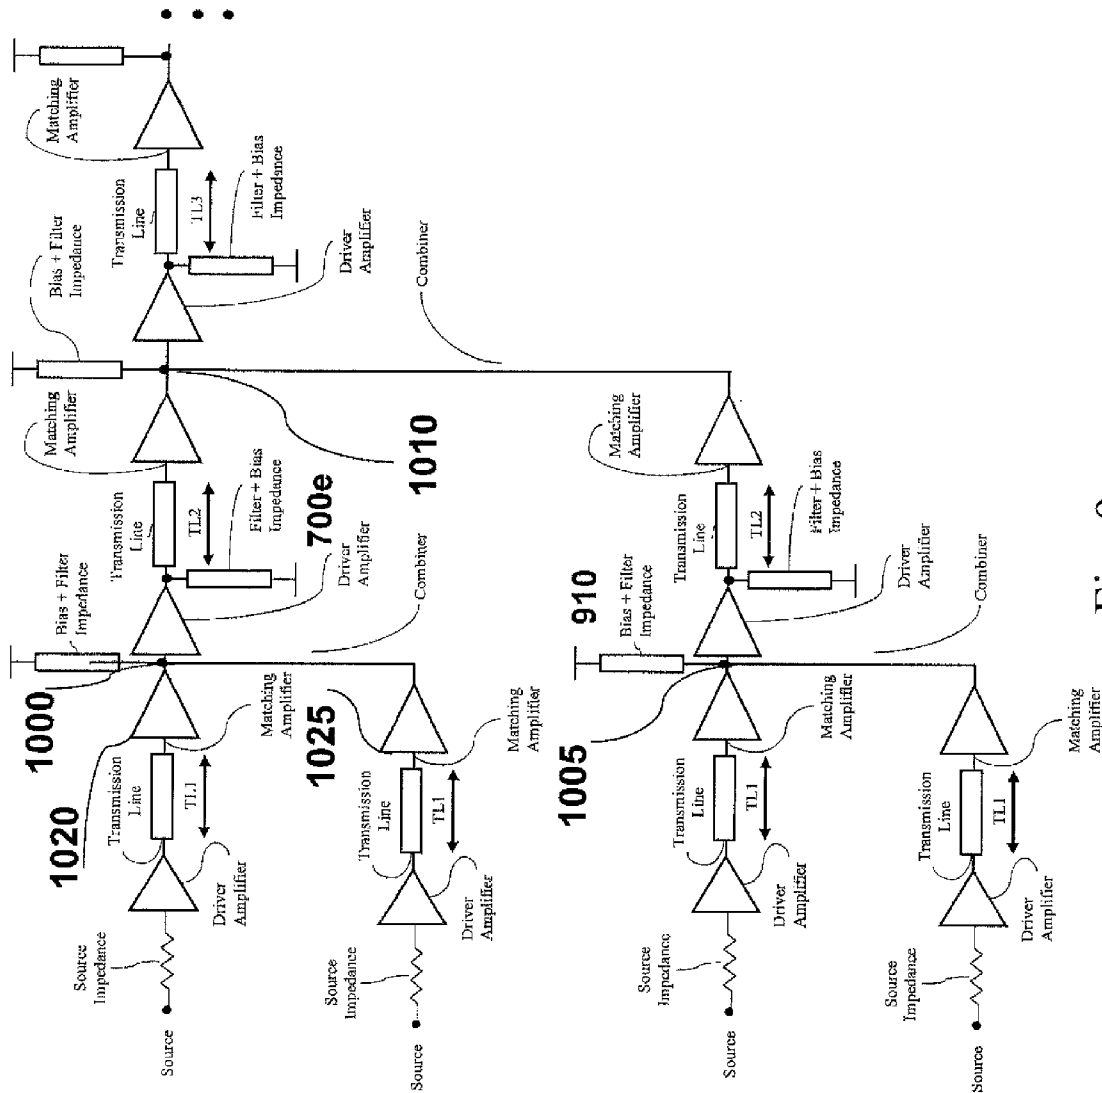 Matching
Amplifier
Bias + Filter
Impedance
Transmission
Line
TL3
Filter + Bias
Impedance
Driver
Amplifier
Combiner
Matching
Amplifier
1010
Transmission
Line
TL2
Filter + Bias
Impedance
700e
Driver
Amplifier
Combiner
Bias + Filter
Impedance
1000
Matching
Amplifier
1020
Transmission
Line
TL1
Driver
Amplifier
Source
Impedance
Source
1025
Matching
Amplifier
Transmission
Line
TL1
Driver
Amplifier
Source
Impedance
Source
Matching
Amplifier
Transmission
Line
TL2
Filter + Bias
Impedance
Driver
Amplifier
Combiner
910
Bias + Filter
Impedance
1005
Matching
Amplifier
Transmission
Line
TL1
Driver
Amplifier
Source
Impedance
Source
Matching
Amplifier
Transmission
Line
TL1
Driver
Amplifier
Source
Impedance
Source